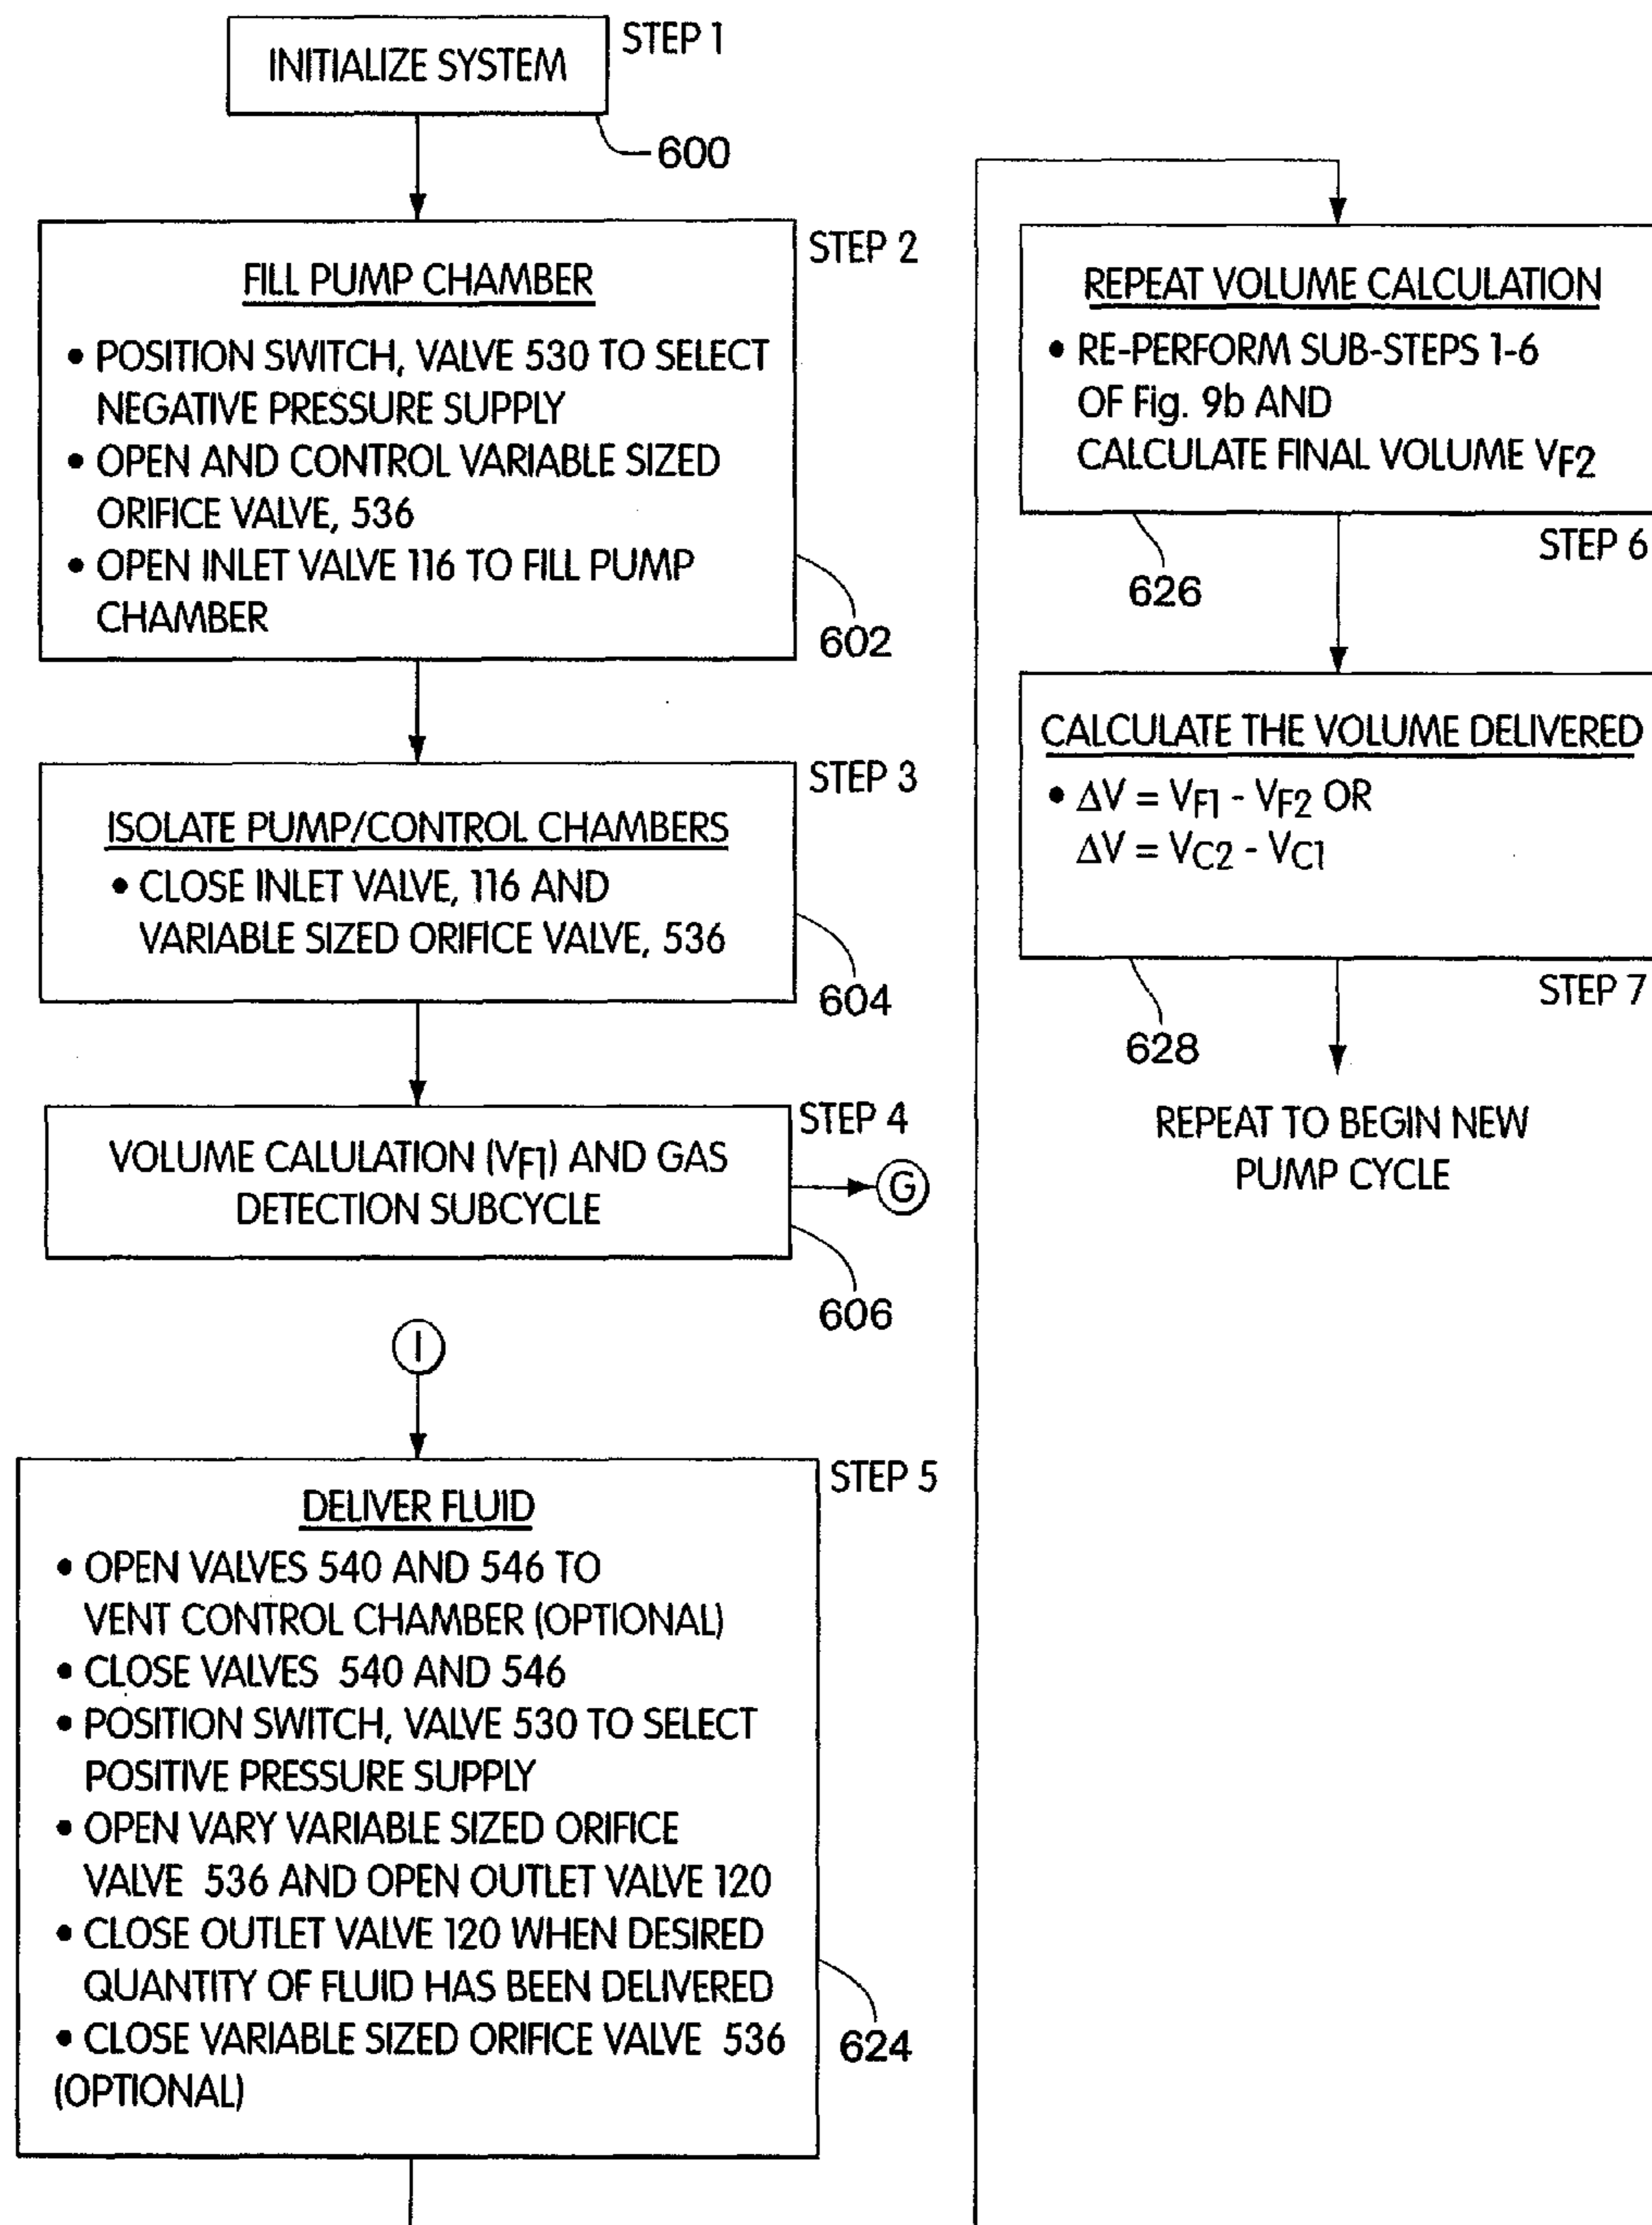 STEP 1
INITIALIZE SYSTEM
600
STEP 2
FILL PUMP CHAMBER
• POSITION SWITCH, VALVE 530 TO SELECT
NEGATIVE PRESSURE SUPPLY
• OPEN AND CONTROL VARIABLE SIZED
ORIFICE VALVE, 536
• OPEN INLET VALVE 116 TO FILL PUMP
CHAMBER
602
STEP 3
ISOLATE PUMP/CONTROL CHAMBERS
• CLOSE INLET VALVE, 116 AND
VARIABLE SIZED ORIFICE VALVE, 536
604
STEP 4
VOLUME CALULATION (VF1) AND GAS
DETECTION SUBCYCLE
G
606
I
STEP 5
DELIVER FLUID
• OPEN VALVES 540 AND 546 TO
VENT CONTROL CHAMBER (OPTIONAL)
• CLOSE VALVES 540 AND 546
• POSITION SWITCH, VALVE 530 TO SELECT
POSITIVE PRESSURE SUPPLY
• OPEN VARY VARIABLE SIZED ORIFICE
VALVE 536 AND OPEN OUTLET VALVE 120
• CLOSE OUTLET VALVE 120 WHEN DESIRED
QUANTITY OF FLUID HAS BEEN DELIVERED
• CLOSE VARIABLE SIZED ORIFICE VALVE 536
(OPTIONAL)
624
REPEAT VOLUME CALCULATION
• RE-PERFORM SUB-STEPS 1-6
OF Fig. 9b AND
CALCULATE FINAL VOLUME VF2
STEP 6
626
CALCULATE THE VOLUME DELIVERED
• ΔV = VF1 - VF2 OR
ΔV = VC2 - VC1
STEP 7
628
REPEAT TO BEGIN NEW
PUMP CYCLE